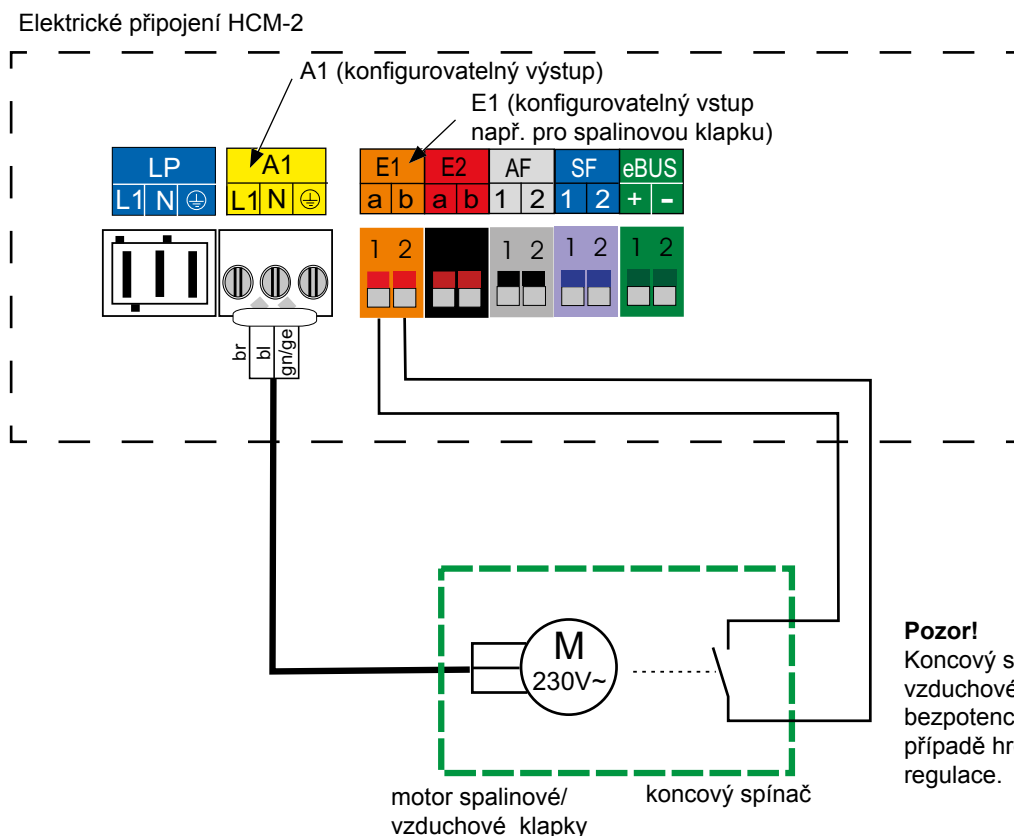 Elektrické připojení HCM-2
A1 (konfigurovatelný výstup)
E1 (konfigurovatelný vstup
např. pro spalinovou klapku)
LP A1 E1 E2 AF SF eBUS
L1 N L1 N a b a b 1 2 1 2 + -
1 2 1 2 1 2 1 2
br
bl
gn/ge
M
230V~
Pozor!
Koncový s
vzduchové
bezpotenc
případě hr
regulace.
koncový spínač
motor spalinové/
vzduchové klapky